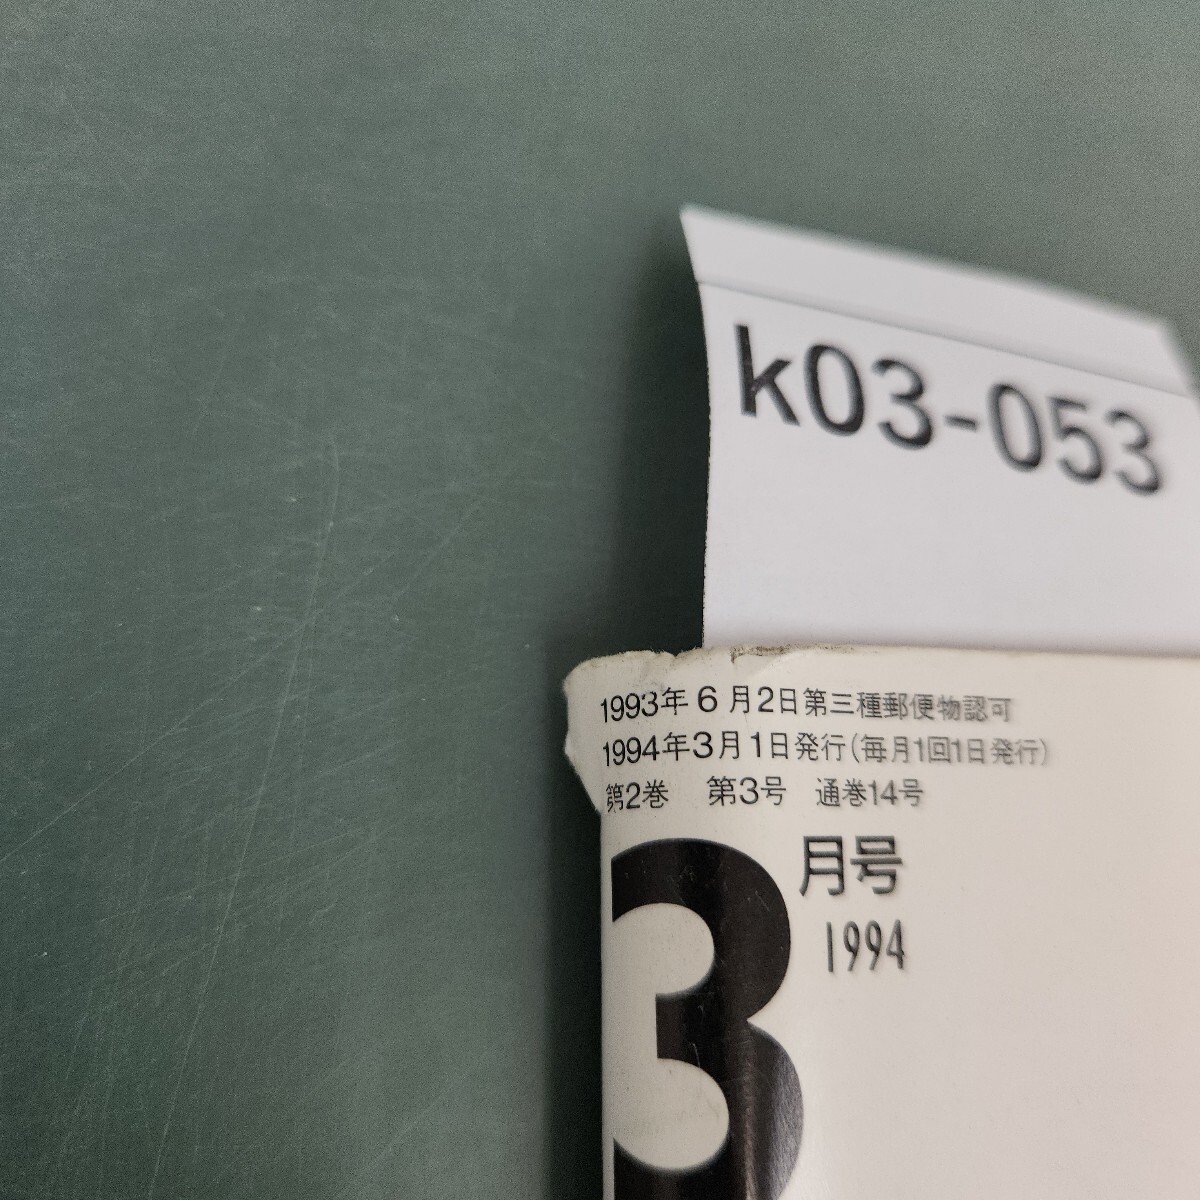 k03-053
1993年6月2日第三種郵便物認可
1994年3月1日発行(毎月1回1日発行)
第2巻 第3号 通巻14号
3月号
1994